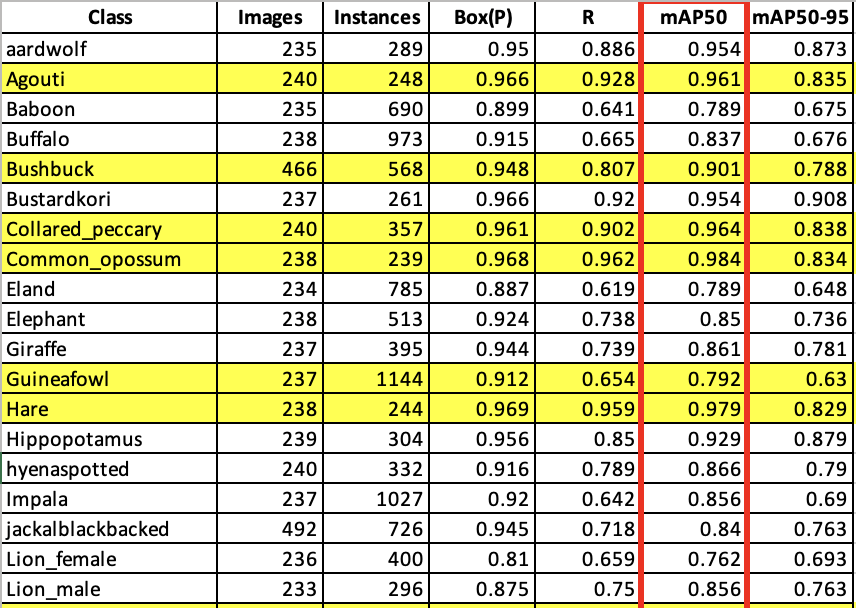 Class Images Instances Box(P) R mAP50 mAP50-95
aardwolf 235 289 0.95 0.886 0.954 0.873
Agouti 240 248 0.966 0.928 0.961 0.835
Baboon 235 690 0.899 0.641 0.789 0.675
Buffalo 238 973 0.915 0.665 0.837 0.676
Bushbuck 466 568 0.948 0.807 0.901 0.788
Bustardkori 237 261 0.966 0.92 0.954 0.908
Collared_peccary 240 357 0.961 0.902 0.964 0.838
Common_opossum 238 239 0.968 0.962 0.984 0.834
Eland 234 785 0.887 0.619 0.789 0.648
Elephant 238 513 0.924 0.738 0.85 0.736
Giraffe 237 395 0.944 0.739 0.861 0.781
Guineafowl 237 1144 0.912 0.654 0.792 0.63
Hare 238 244 0.969 0.959 0.979 0.829
Hippopotamus 239 304 0.956 0.85 0.929 0.879
hyenaspotted 240 332 0.916 0.789 0.866 0.79
Impala 237 1027 0.92 0.642 0.856 0.69
jackalblackbacked 492 726 0.945 0.718 0.84 0.763
Lion_female 236 400 0.81 0.659 0.762 0.693
Lion_male 233 296 0.875 0.75 0.856 0.763